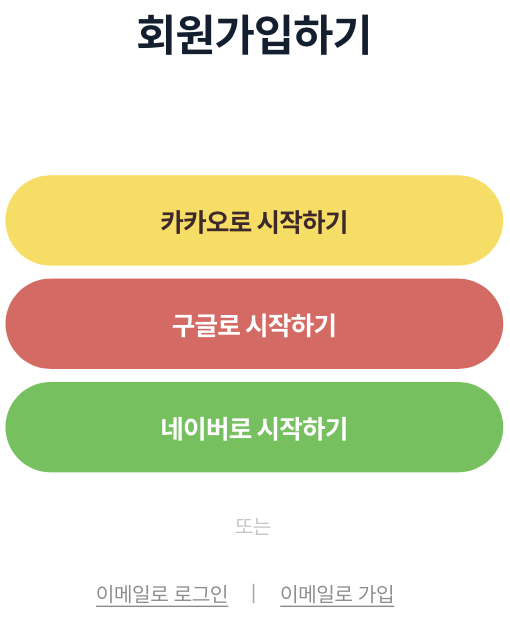 회원가입하기
카카오로 시작하기
구글로 시작하기
네이버로 시작하기
또는
이메일로 로그인 | 이메일로 가입